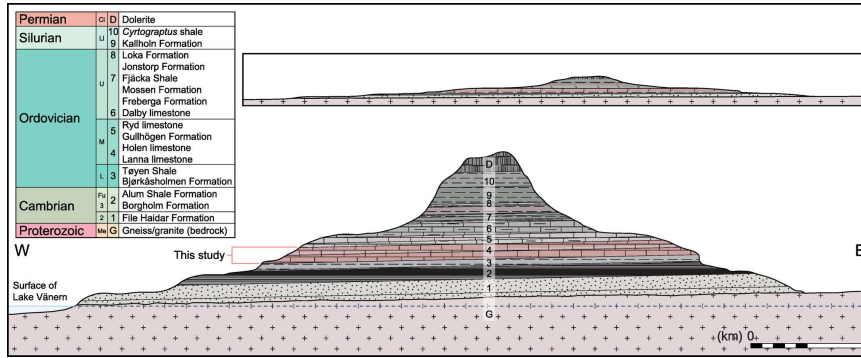 Permian Ci D Dolerite
Silurian Ll 10 Cyrtograptus shale
9 Kallholn Formation
Ordovician U 8 Loka Formation
Jonstorp Formation
7 Fjäcka Shale
Mossen Formation
Freberga Formation
6 Dalby limestone
M 5 Ryd limestone
Gullhögen Formation
4 Holen limestone
Lanna limestone
L 3 Tøyen Shale
Bjørkåsholmen Formation
Cambrian Fu 3 2 Alum Shale Formation
Borgholm Formation
2 1 File Haidar Formation
Proterozoic Me G Gneiss/granite (bedrock)
D
10
9
8
7
6
5
4
3
2
1
G
W
E
This study
Surface of
Lake Vänern
(km) 0